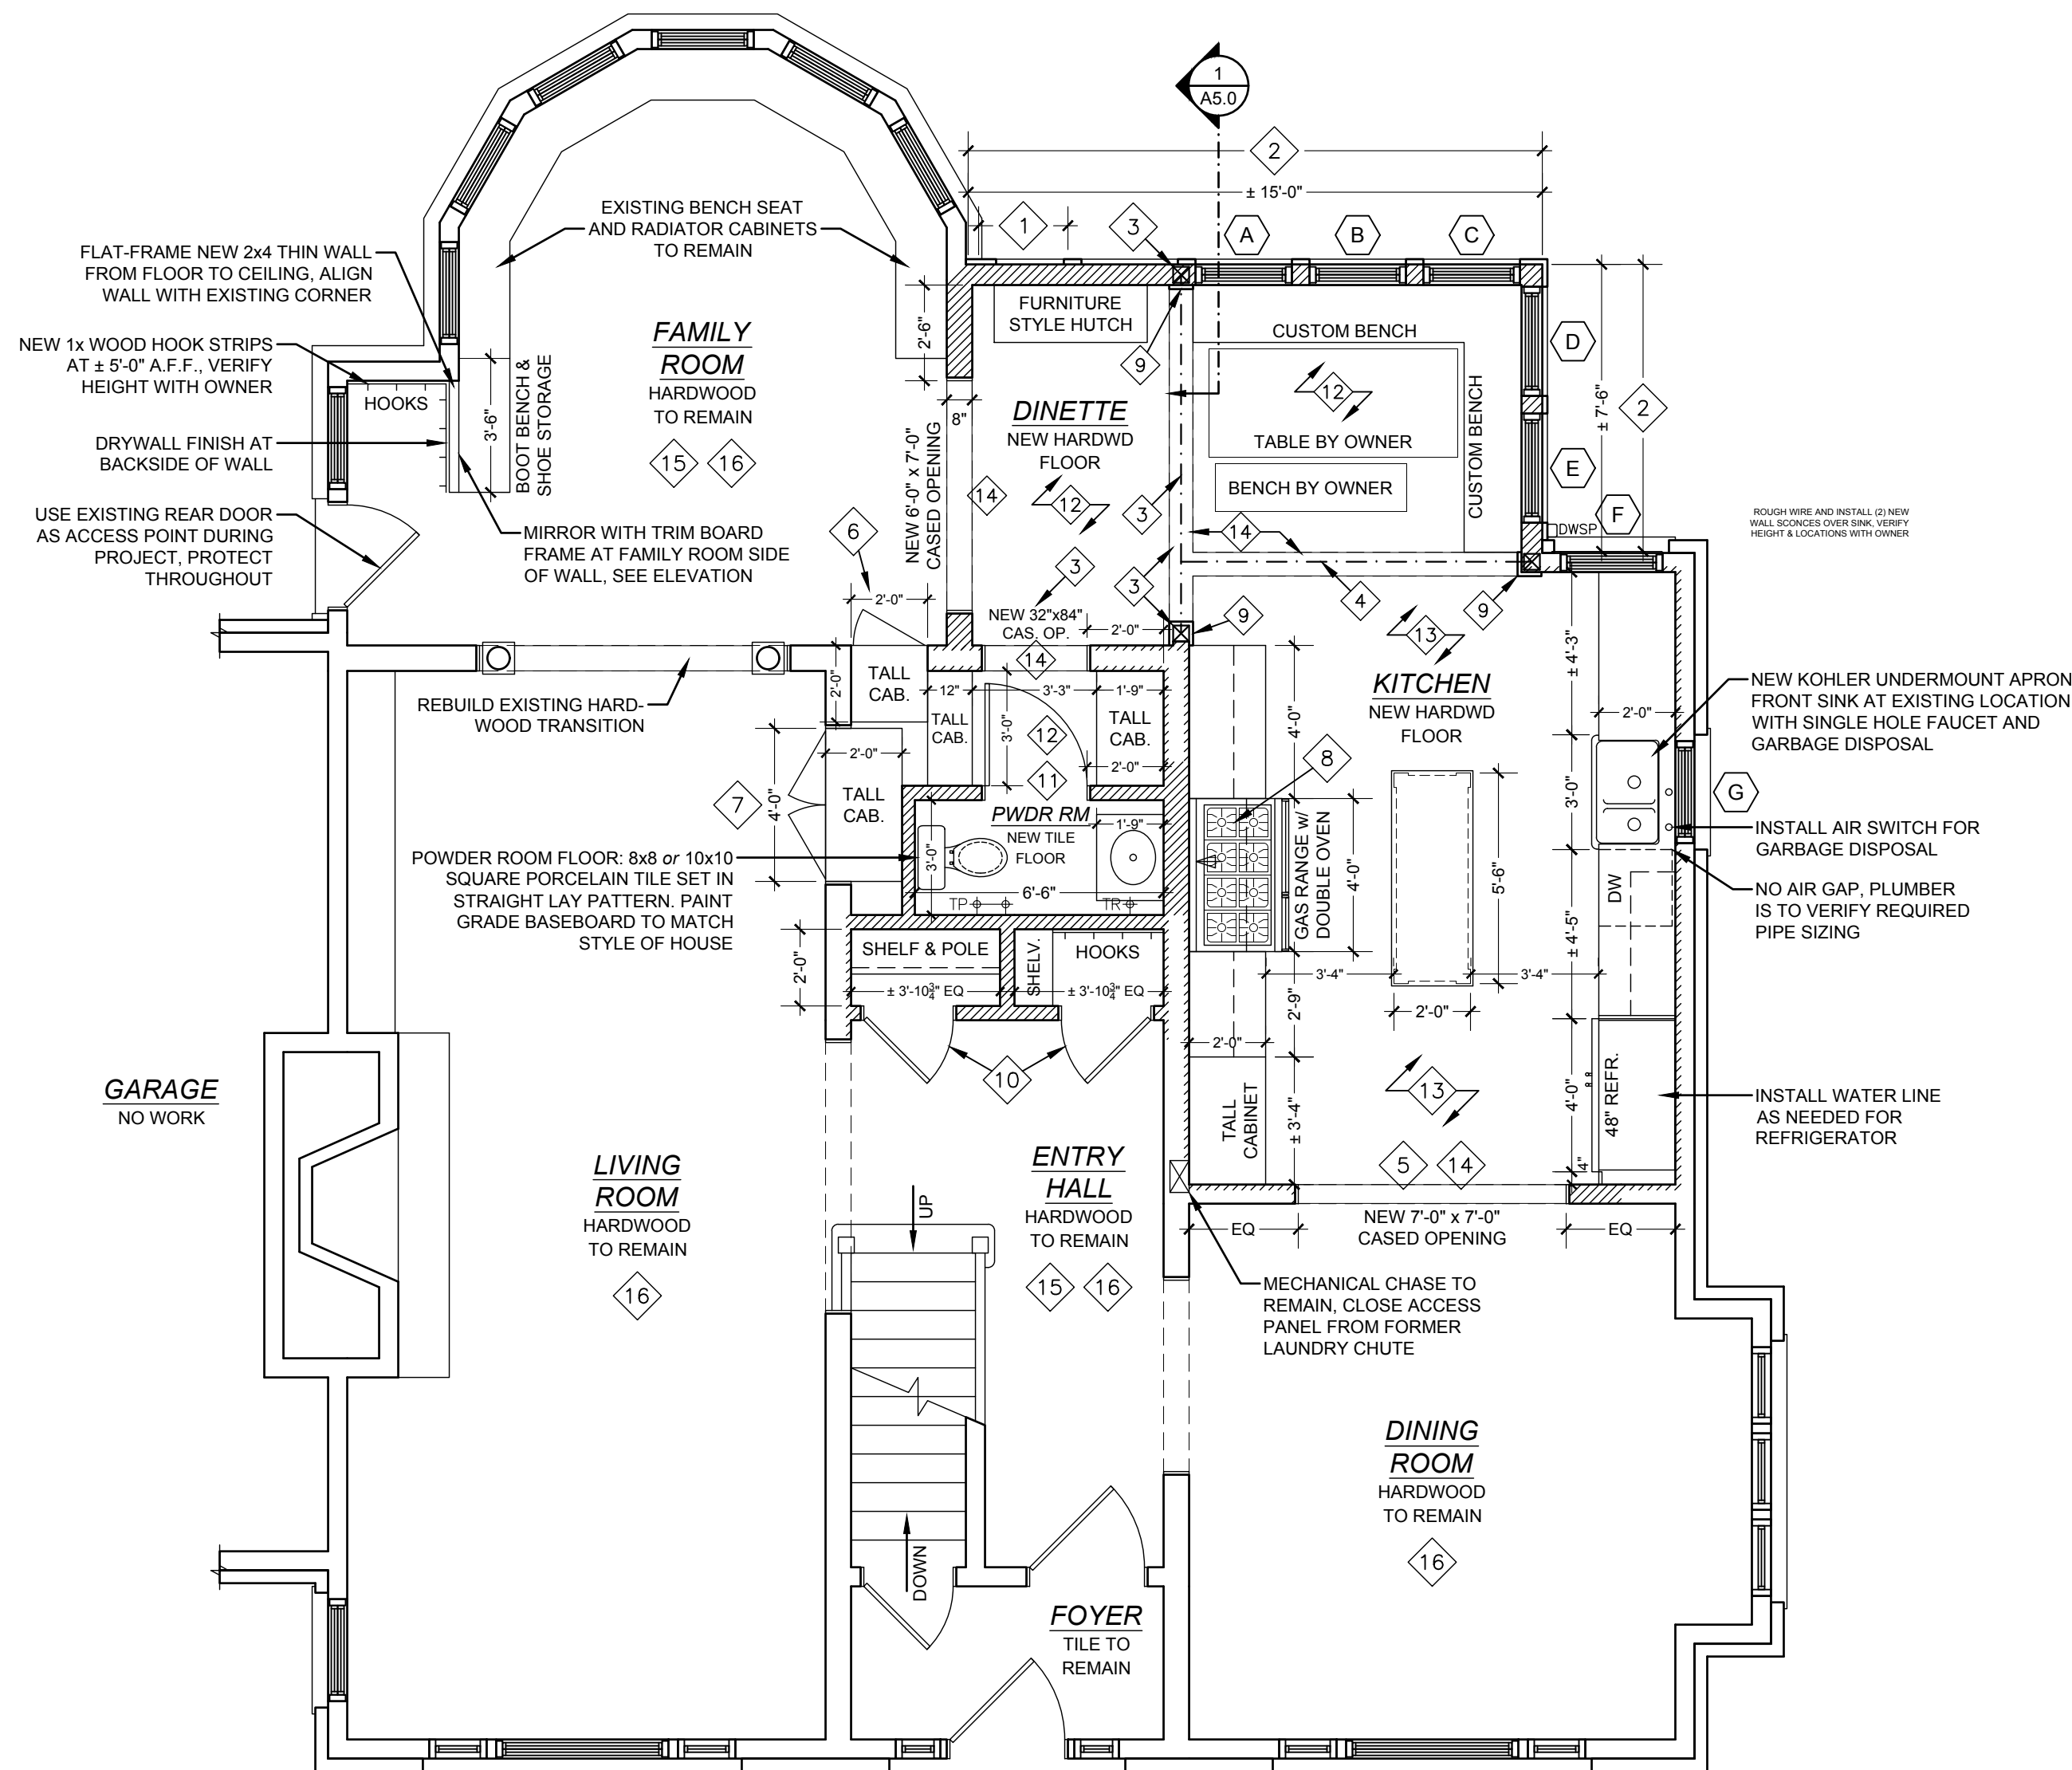 1
A5.0
2
± 15'-0"
1
3
A
B
C
EXISTING BENCH SEAT
AND RADIATOR CABINETS
TO REMAIN
FLAT-FRAME NEW 2x4 THIN WALL
FROM FLOOR TO CEILING, ALIGN
WALL WITH EXISTING CORNER
NEW 1x WOOD HOOK STRIPS
AT ± 5'-0" A.F.F., VERIFY
HEIGHT WITH OWNER
HOOKS
DRYWALL FINISH AT
BACKSIDE OF WALL
USE EXISTING REAR DOOR
AS ACCESS POINT DURING
PROJECT, PROTECT
THROUGHOUT
3'-6"
BOOT BENCH &
SHOE STORAGE
FAMILY
ROOM
HARDWOOD
TO REMAIN
15
16
MIRROR WITH TRIM BOARD
FRAME AT FAMILY ROOM SIDE
OF WALL, SEE ELEVATION
2'-6"
8"
NEW 6'-0" x 7'-0"
CASED OPENING
14
FURNITURE
STYLE HUTCH
9
DINETTE
NEW HARDWD
FLOOR
12
3
3
3
14
4
9
9
CUSTOM BENCH
12
TABLE BY OWNER
BENCH BY OWNER
CUSTOM BENCH
D
E
F
± 7'-6"
2
DWSP
ROUGH WIRE AND INSTALL (2) NEW
WALL SCONCES OVER SINK, VERIFY
HEIGHT & LOCATIONS WITH OWNER
6
2'-0"
NEW 32"x84"
CAS. OP.
2'-0"
14
REBUILD EXISTING HARD-
WOOD TRANSITION
2'-0"
TALL
CAB.
12"
TALL
CAB.
3'-3"
3'-0"
12
11
1'-9"
TALL
CAB.
2'-0"
7
4'-0"
2'-0"
TALL
CAB.
POWDER ROOM FLOOR: 8x8 or 10x10
SQUARE PORCELAIN TILE SET IN
STRAIGHT LAY PATTERN. PAINT
GRADE BASEBOARD TO MATCH
STYLE OF HOUSE
PWDR RM
NEW TILE
FLOOR
3'-0"
1'-9"
6'-6"
TP
TR
2'-0"
SHELF & POLE
± 3'-10¾" EQ
SHELV.
HOOKS
± 3'-10¾" EQ
10
13
KITCHEN
NEW HARDWD
FLOOR
4'-0"
8
GAS RANGE w/
DOUBLE OVEN
4'-0"
5'-6"
3'-4"
3'-4"
2'-0"
2'-9"
2'-0"
TALL
CABINET
± 3'-4"
13
5
14
± 4'-3"
2'-0"
3'-0"
G
DW
± 4'-5"
4'-0"
48" REFR.
4"
NEW KOHLER UNDERMOUNT APRON
FRONT SINK AT EXISTING LOCATION
WITH SINGLE HOLE FAUCET AND
GARBAGE DISPOSAL
INSTALL AIR SWITCH FOR
GARBAGE DISPOSAL
NO AIR GAP, PLUMBER
IS TO VERIFY REQUIRED
PIPE SIZING
INSTALL WATER LINE
AS NEEDED FOR
REFRIGERATOR
EQ
NEW 7'-0" x 7'-0"
CASED OPENING
EQ
MECHANICAL CHASE TO
REMAIN, CLOSE ACCESS
PANEL FROM FORMER
LAUNDRY CHUTE
GARAGE
NO WORK
LIVING
ROOM
HARDWOOD
TO REMAIN
16
UP
ENTRY
HALL
HARDWOOD
TO REMAIN
15
16
DOWN
DINING
ROOM
HARDWOOD
TO REMAIN
16
FOYER
TILE TO
REMAIN